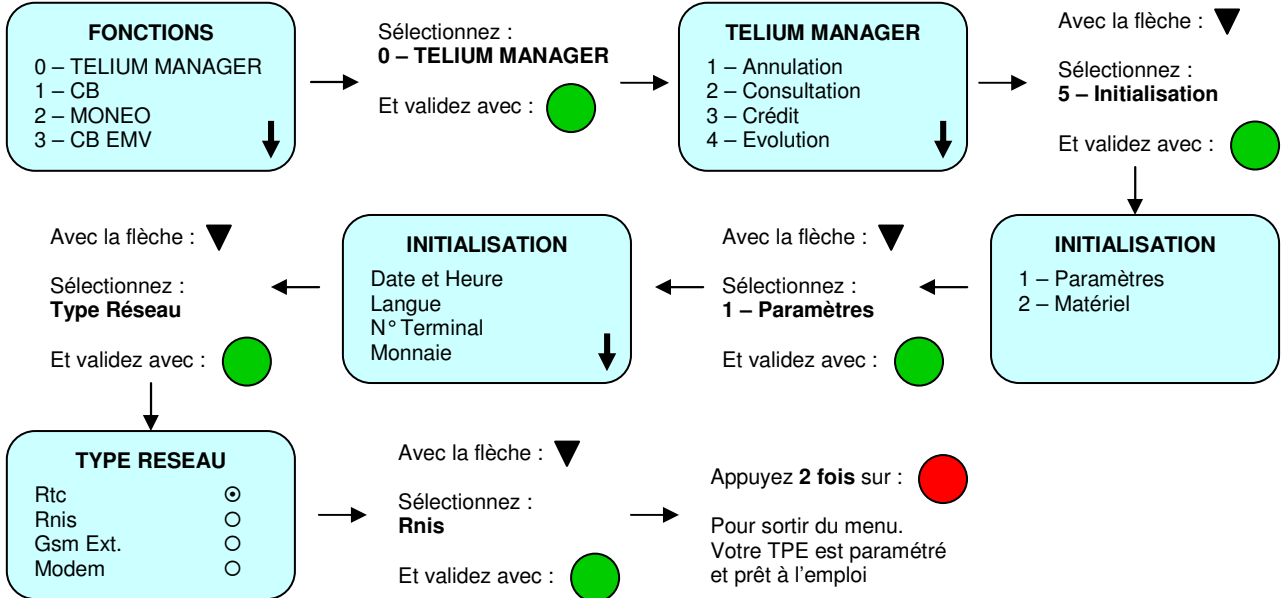 FONCTIONS
0 – TELIUM MANAGER
1 – CB
2 – MONEO
3 – CB EMV
Sélectionnez :
0 – TELIUM MANAGER
Et validez avec :
TELIUM MANAGER
1 – Annulation
2 – Consultation
3 – Crédit
4 – Evolution
Avec la flèche :
Sélectionnez :
5 – Initialisation
Et validez avec :
INITIALISATION
1 – Paramètres
2 – Matériel
Avec la flèche :
Sélectionnez :
1 – Paramètres
Et validez avec :
INITIALISATION
Date et Heure
Langue
N° Terminal
Monnaie
Avec la flèche :
Sélectionnez :
Type Réseau
Et validez avec :
TYPE RESEAU
Rtc
Rnis
Gsm Ext.
Modem
Avec la flèche :
Sélectionnez :
Rnis
Et validez avec :
Appuyez 2 fois sur :
Pour sortir du menu.
Votre TPE est paramétré
et prêt à l'emploi